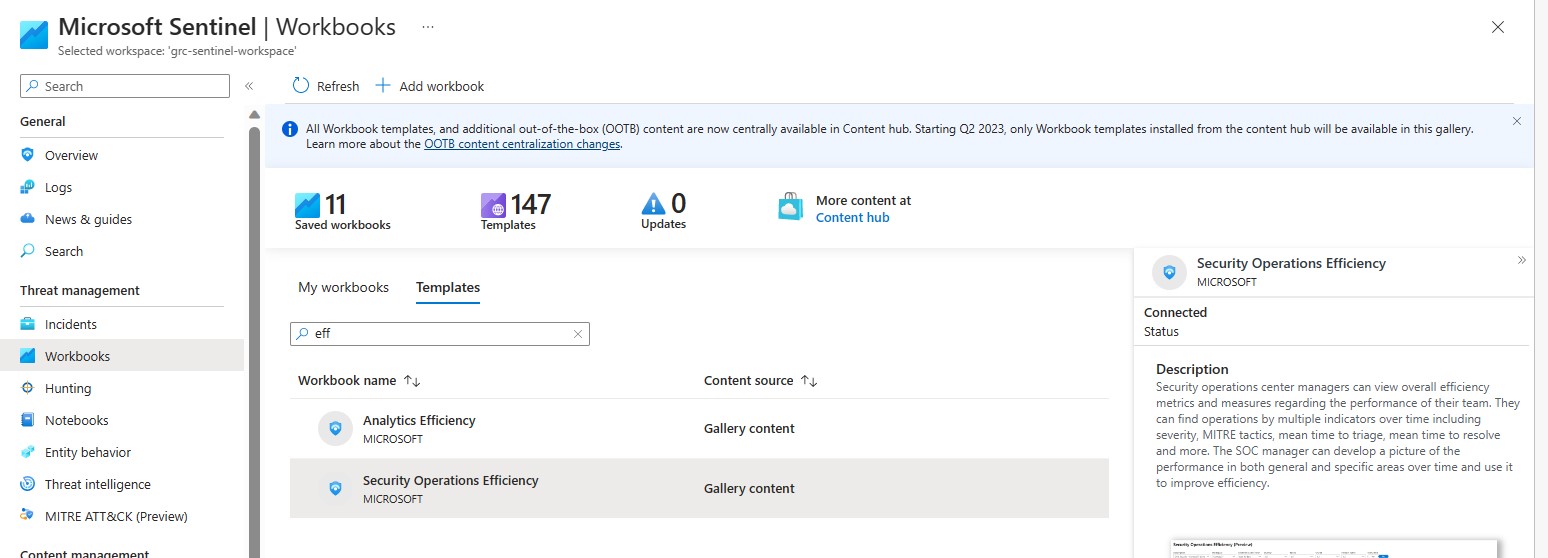 Microsoft Sentinel | Workbooks ...
Selected workspace: 'grc-sentinel-workspace'
Search
«
Refresh
Add workbook
General
Overview
Logs
News & guides
Search
Threat management
Incidents
Workbooks
Hunting
Notebooks
Entity behavior
Threat intelligence
MITRE ATT&CK (Preview)
Content management
All Workbook templates, and additional out-of-the-box (OOTB) content are now centrally available in Content hub. Starting Q2 2023, only Workbook templates installed from the content hub will be available in this gallery.
Learn more about the OOTB content centralization changes.
11
Saved workbooks
147
Templates
0
Updates
More content at
Content hub
My workbooks
Templates
eff
Workbook name
Content source
Analytics Efficiency
MICROSOFT
Gallery content
Security Operations Efficiency
MICROSOFT
Gallery content
Security Operations Efficiency
MICROSOFT
»
Connected
Status
Description
Security operations center managers can view overall efficiency
metrics and measures regarding the performance of their team. They
can find operations by multiple indicators over time including
severity, MITRE tactics, mean time to triage, mean time to resolve
and more. The SOC manager can develop a picture of the
performance in both general and specific areas over time and use it
to improve efficiency.
Security Operations Efficiency (Preview)